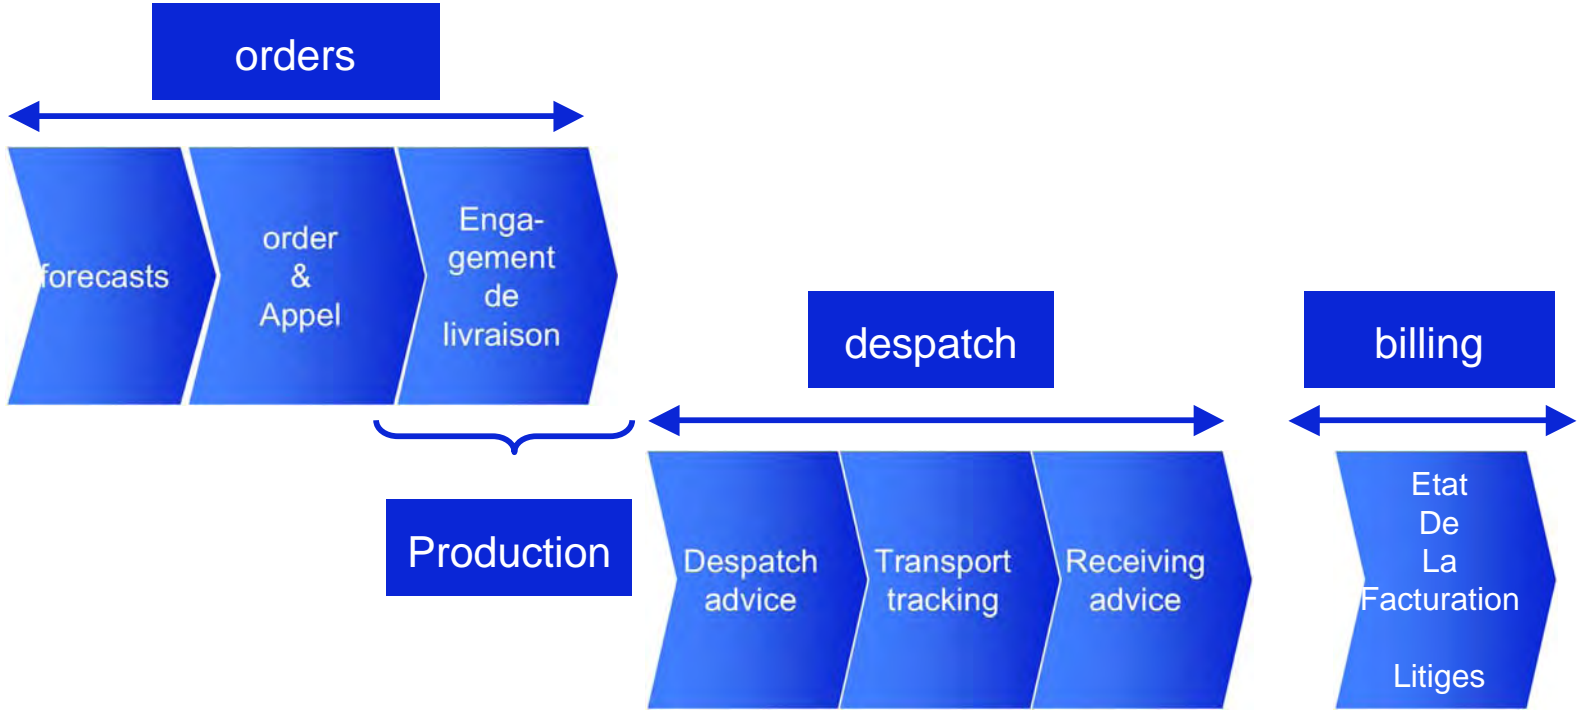 orders
forecasts
order
&
Appel
Enga-
gement
de
livraison
Production
despatch
Despatch
advice
Transport
tracking
Receiving
advice
billing
Etat
De
La
Facturation
Litiges